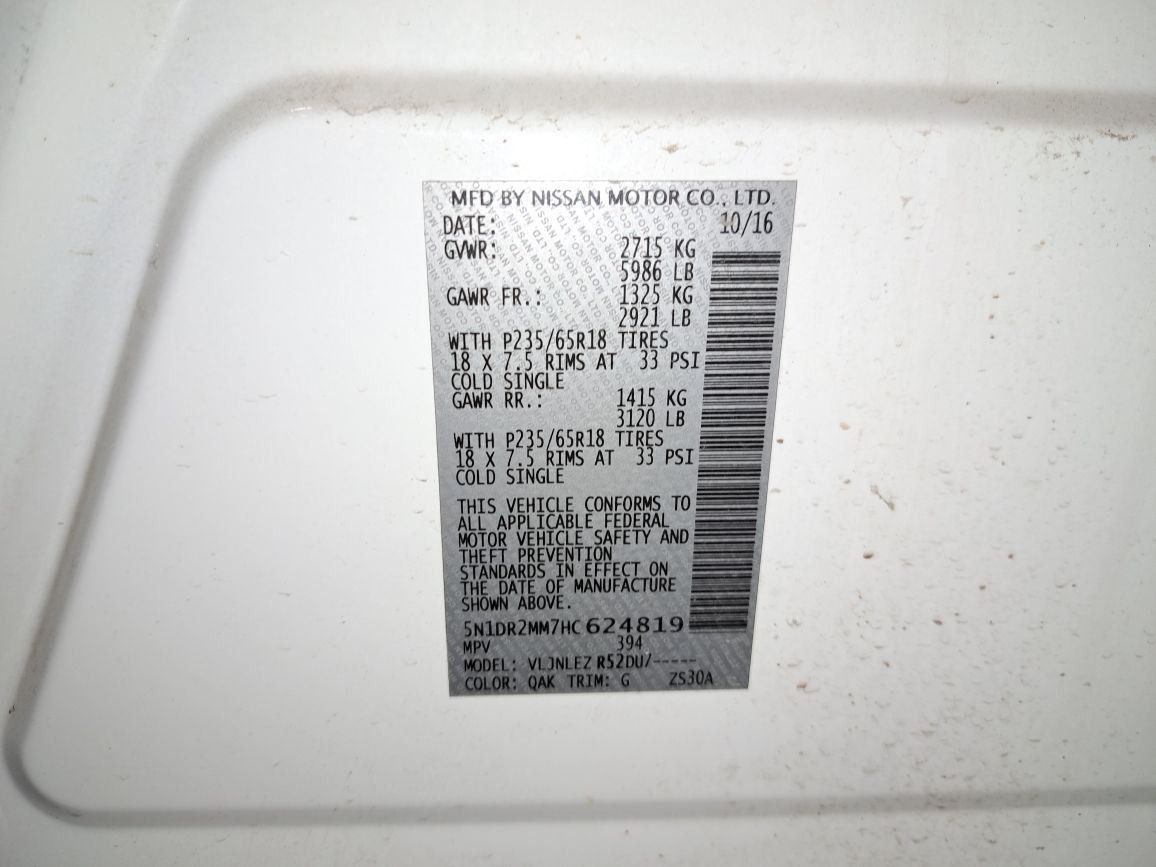 MFD BY NISSAN MOTOR CO., LTD.
DATE: 10/16
GVWR: 2715 KG
5986 LB
GAWR FR.: 1325 KG
2921 LB
WITH P235/65R18 TIRES
18 X 7.5 RIMS AT 33 PSI
COLD SINGLE
GAWR RR.: 1415 KG
3120 LB
WITH P235/65R18 TIRES
18 X 7.5 RIMS AT 33 PSI
COLD SINGLE
THIS VEHICLE CONFORMS TO
ALL APPLICABLE FEDERAL
MOTOR VEHICLE SAFETY AND
THEFT PREVENTION
STANDARDS IN EFFECT ON
THE DATE OF MANUFACTURE
SHOWN ABOVE.
5N1DR2MM7HC624819
MPV 394
MODEL: VLJNLEZ R52DU/-----
COLOR: QAK TRIM: G ZS30A